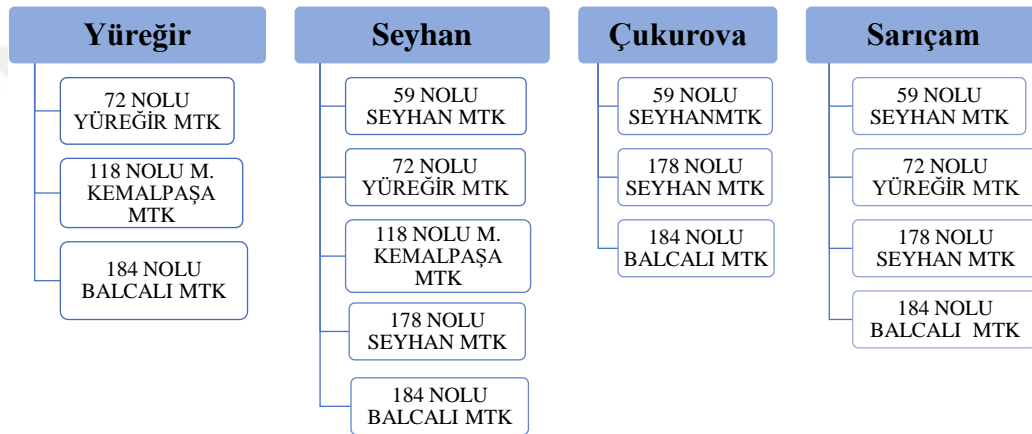 Yüreğir
72 NOLU
YÜREĞİR MTK
118 NOLU M.
KEMALPAŞA
MTK
184 NOLU
BALCALI MTK
Seyhan
59 NOLU
SEYHAN MTK
72 NOLU
YÜREĞİR MTK
118 NOLU M.
KEMALPAŞA
MTK
178 NOLU
SEYHAN MTK
184 NOLU
BALCALI MTK
Çukurova
59 NOLU
SEYHANMTK
178 NOLU
SEYHAN MTK
184 NOLU
BALCALI MTK
Sarıçam
59 NOLU
SEYHAN MTK
72 NOLU
YÜREĞİR MTK
178 NOLU
SEYHAN MTK
184 NOLU
BALCALI  MTK